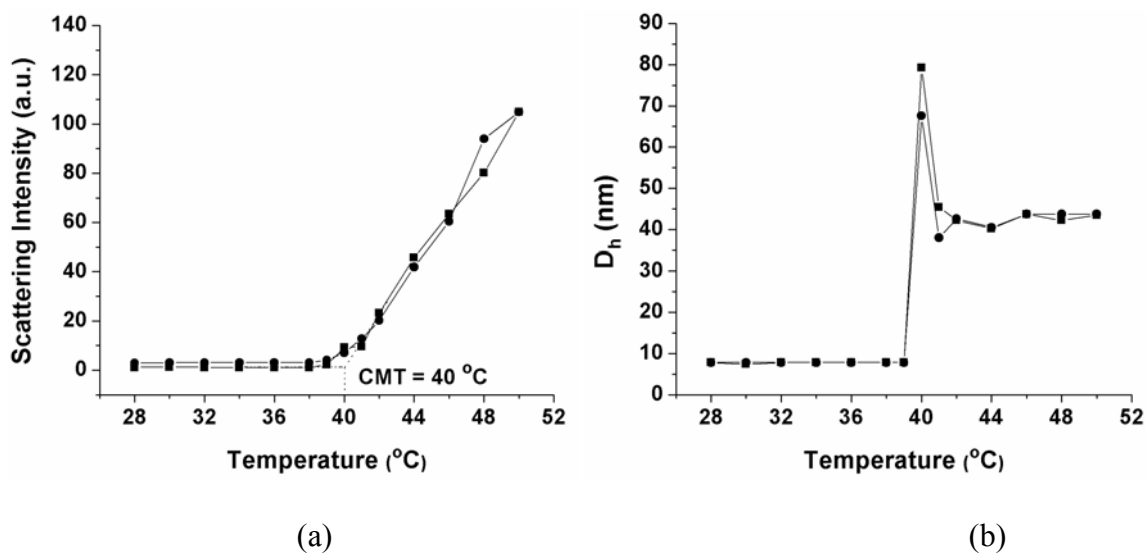 140
120
100
80
60
40
20
0
Scattering Intensity (a.u.)
CMT = 40 °C
28 32 36 40 44 48 52
Temperature (°C)
(a)
90
80
70
60
50
40
30
20
10
0
Dₕ (nm)
28 32 36 40 44 48 52
Temperature (°C)
(b)